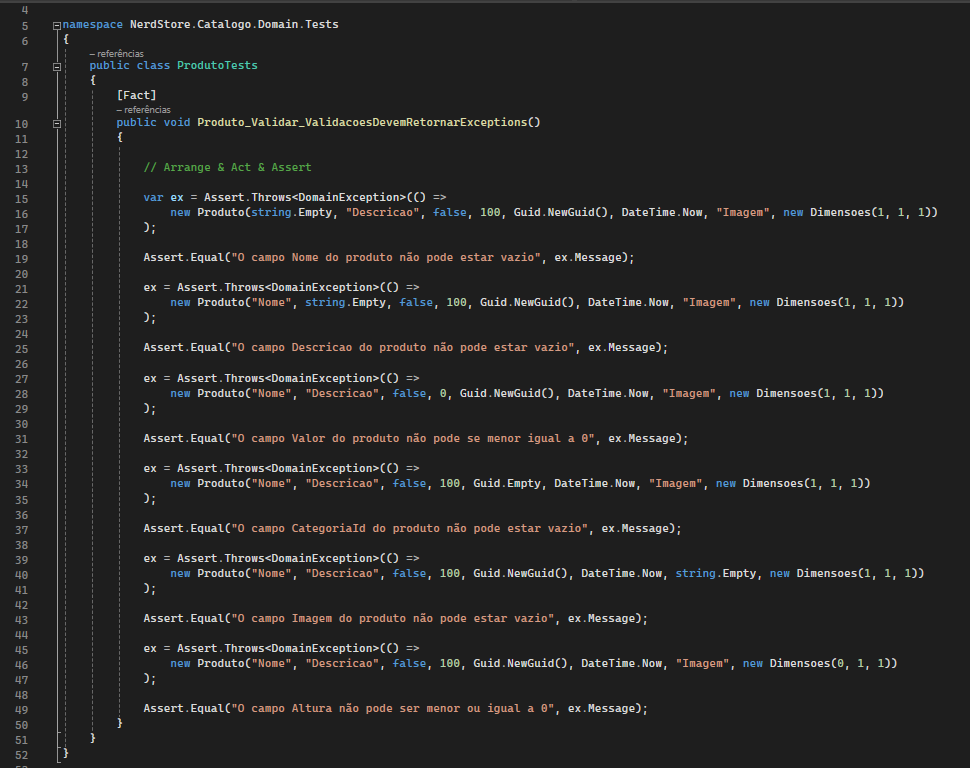 4
5 namespace NerdStore.Catalogo.Domain.Tests
6 {
– referências
7 public class ProdutoTests
8 {
9 [Fact]
– referências
10 public void Produto_Validar_ValidacoesDevemRetornarExceptions()
11 {
12
13 // Arrange & Act & Assert
14
15 var ex = Assert.Throws<DomainException>(() =>
16 new Produto(string.Empty, "Descricao", false, 100, Guid.NewGuid(), DateTime.Now, "Imagem", new Dimensoes(1, 1, 1))
17 );
18
19 Assert.Equal("O campo Nome do produto não pode estar vazio", ex.Message);
20
21 ex = Assert.Throws<DomainException>(() =>
22 new Produto("Nome", string.Empty, false, 100, Guid.NewGuid(), DateTime.Now, "Imagem", new Dimensoes(1, 1, 1))
23 );
24
25 Assert.Equal("O campo Descricao do produto não pode estar vazio", ex.Message);
26
27 ex = Assert.Throws<DomainException>(() =>
28 new Produto("Nome", "Descricao", false, 0, Guid.NewGuid(), DateTime.Now, "Imagem", new Dimensoes(1, 1, 1))
29 );
30
31 Assert.Equal("O campo Valor do produto não pode se menor igual a 0", ex.Message);
32
33 ex = Assert.Throws<DomainException>(() =>
34 new Produto("Nome", "Descricao", false, 100, Guid.Empty, DateTime.Now, "Imagem", new Dimensoes(1, 1, 1))
35 );
36
37 Assert.Equal("O campo CategoriaId do produto não pode estar vazio", ex.Message);
38
39 ex = Assert.Throws<DomainException>(() =>
40 new Produto("Nome", "Descricao", false, 100, Guid.NewGuid(), DateTime.Now, string.Empty, new Dimensoes(1, 1, 1))
41 );
42
43 Assert.Equal("O campo Imagem do produto não pode estar vazio", ex.Message);
44
45 ex = Assert.Throws<DomainException>(() =>
46 new Produto("Nome", "Descricao", false, 100, Guid.NewGuid(), DateTime.Now, "Imagem", new Dimensoes(0, 1, 1))
47 );
48
49 Assert.Equal("O campo Altura não pode ser menor ou igual a 0", ex.Message);
50 }
51 }
52 }